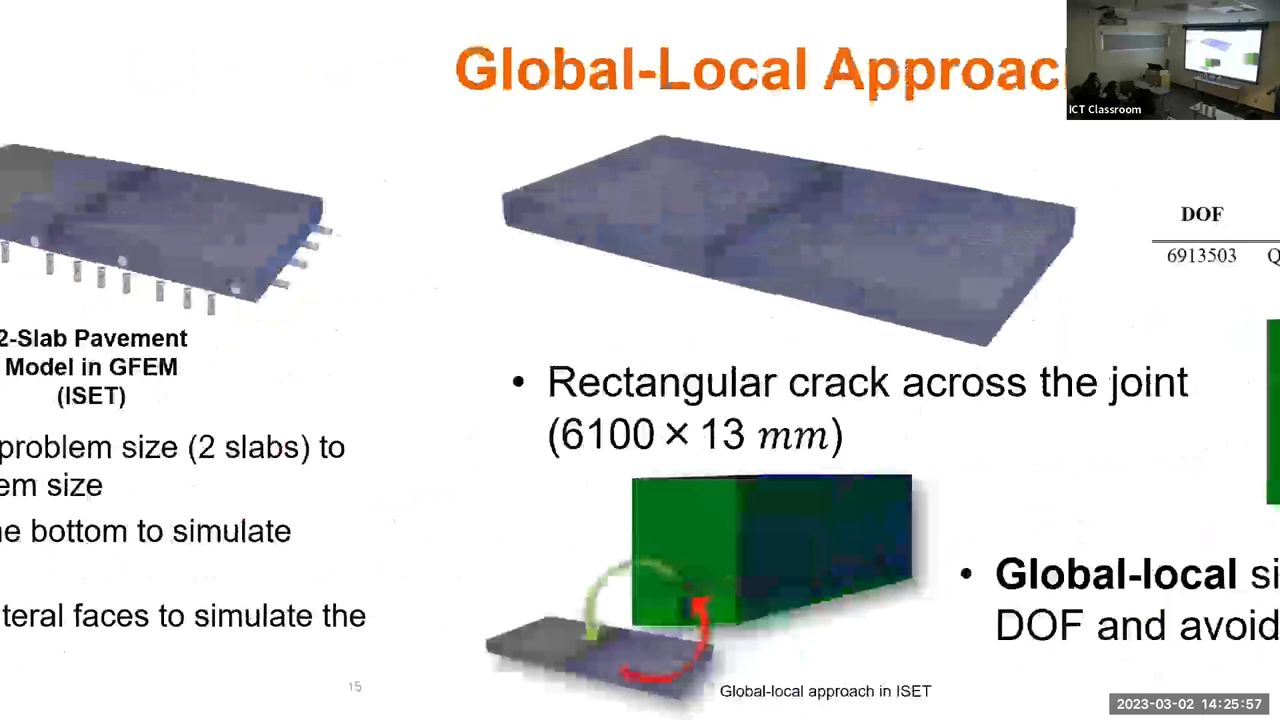 Global-Local Approac
ICT Classroom
DOF
6913503
2-Slab Pavement
Model in GFEM
(ISET)
problem size (2 slabs) to
em size
ne bottom to simulate
teral faces to simulate the
15
• Rectangular crack across the joint
(6100 × 13 mm)
Global-local approach in ISET
• Global-local si
DOF and avoid
2023-03-02 14:25:57